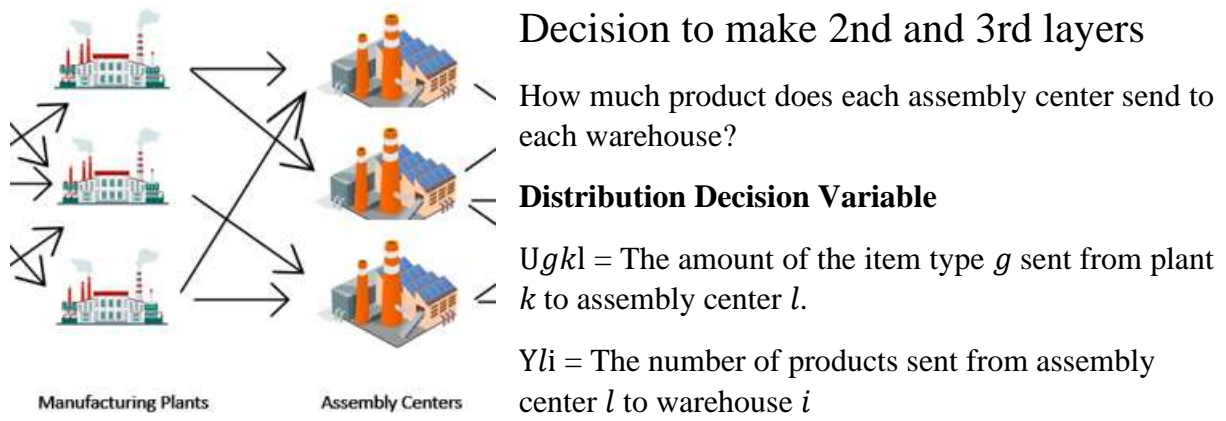 Decision to make 2nd and 3rd layers
How much product does each assembly center send to
each warehouse?
Distribution Decision Variable
U𝑔𝑘l = The amount of the item type 𝑔 sent from plant
𝑘 to assembly center 𝑙.
Y𝑙i = The number of products sent from assembly
center 𝑙 to warehouse 𝑖
Manufacturing Plants
Assembly Centers